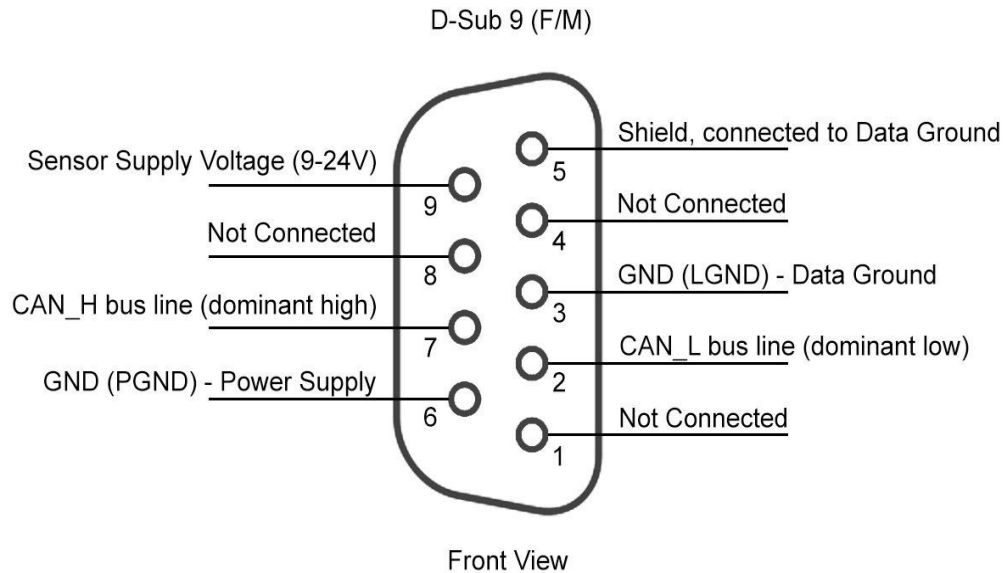 D-Sub 9 (F/M)
Shield, connected to Data Ground
5
Sensor Supply Voltage (9-24V)
9
Not Connected
4
Not Connected
8
GND (LGND) - Data Ground
3
CAN_H bus line (dominant high)
7
CAN_L bus line (dominant low)
2
GND (PGND) - Power Supply
6
Not Connected
1
Front View